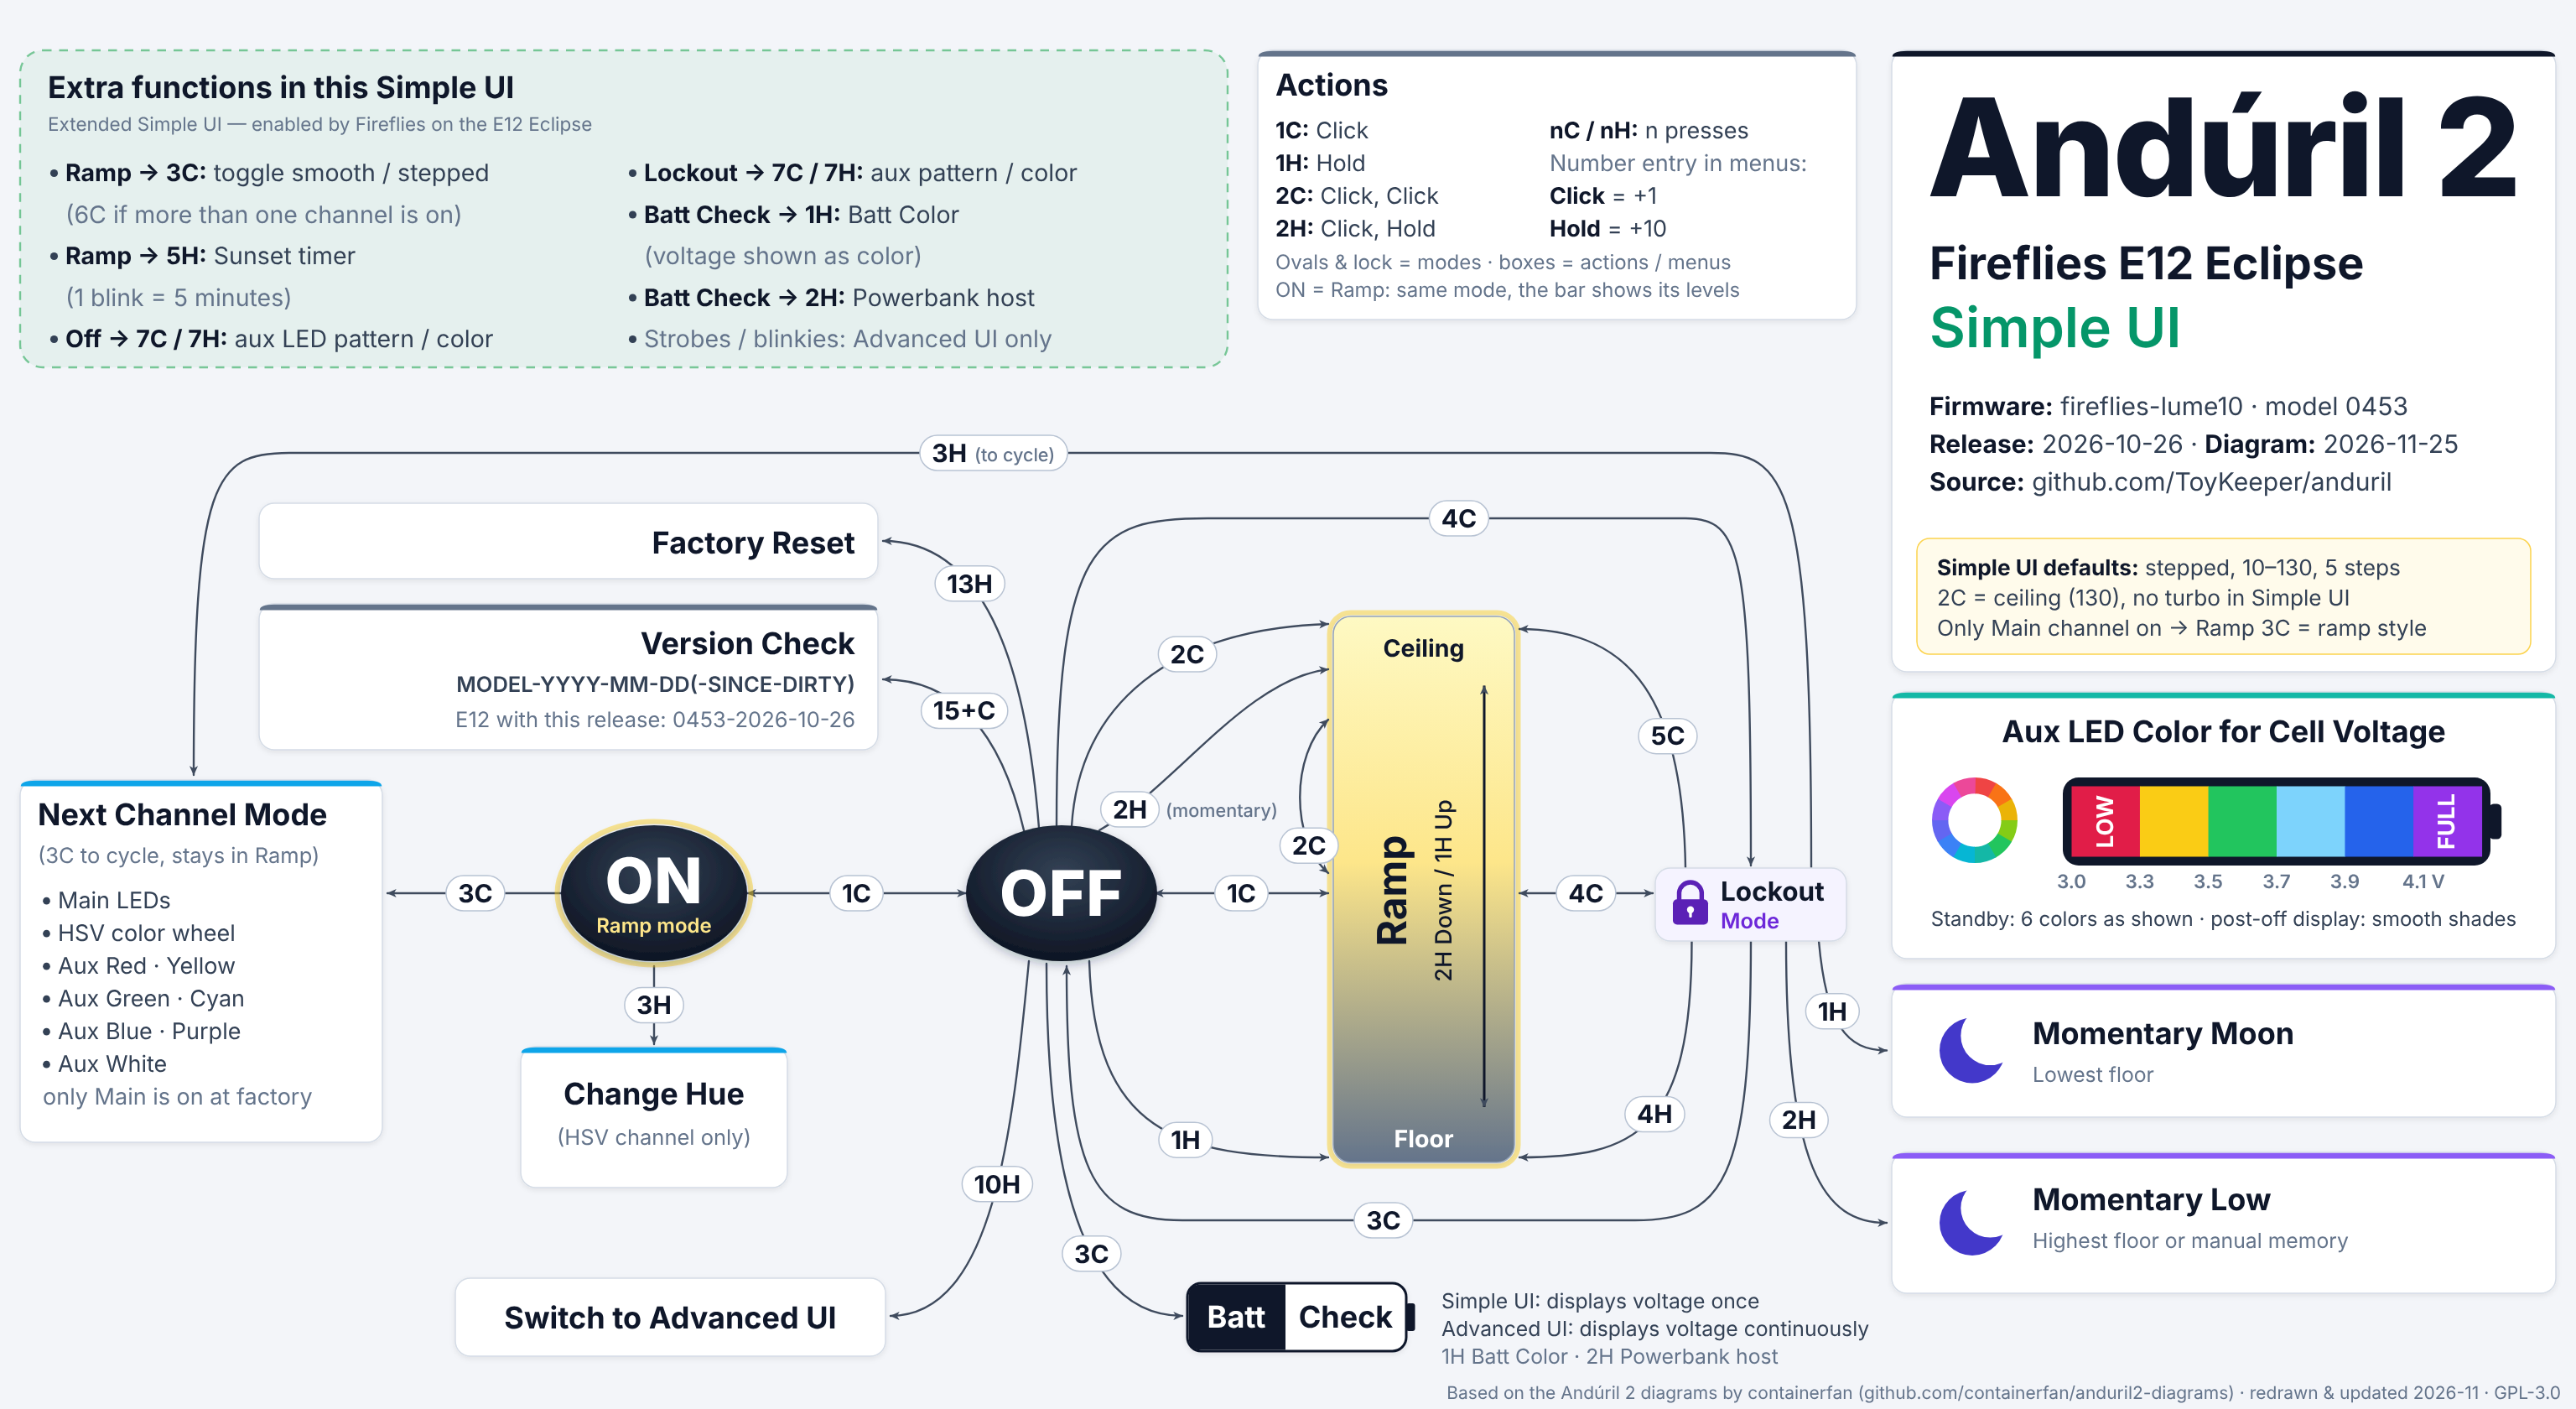 Extra functions in this Simple UI
Extended Simple UI — enabled by Fireflies on the E12 Eclipse
• Ramp → 3C: toggle smooth / stepped
(6C if more than one channel is on)
• Ramp → 5H: Sunset timer
(1 blink = 5 minutes)
• Off → 7C / 7H: aux LED pattern / color
• Lockout → 7C / 7H: aux pattern / color
• Batt Check → 1H: Batt Color
(voltage shown as color)
• Batt Check → 2H: Powerbank host
• Strobes / blinkies: Advanced UI only
Actions
1C: Click
1H: Hold
2C: Click, Click
2H: Click, Hold
nC / nH: n presses
Number entry in menus:
Click = +1
Hold = +10
Ovals & lock = modes · boxes = actions / menus
ON = Ramp: same mode, the bar shows its levels
Andúril 2
Fireflies E12 Eclipse
Simple UI
Firmware: fireflies-lume10 · model 0453
Release: 2026-10-26 · Diagram: 2026-11-25
Source: github.com/ToyKeeper/anduril
Simple UI defaults: stepped, 10–130, 5 steps
2C = ceiling (130), no turbo in Simple UI
Only Main channel on → Ramp 3C = ramp style
3H (to cycle)
4C
Factory Reset
13H
Version Check
MODEL-YYYY-MM-DD(-SINCE-DIRTY)
E12 with this release: 0453-2026-10-26
15+C
2C
2H (momentary)
2C
Ceiling
Ramp
2H Down / 1H Up
Floor
5C
Next Channel Mode
(3C to cycle, stays in Ramp)
• Main LEDs
• HSV color wheel
• Aux Red · Yellow
• Aux Green · Cyan
• Aux Blue · Purple
• Aux White
only Main is on at factory
3C
ON
Ramp mode
1C
OFF
1C
4C
Lockout
Mode
3H
Change Hue
(HSV channel only)
1H
4H
10H
3C
3C
Switch to Advanced UI
Batt Check
Simple UI: displays voltage once
Advanced UI: displays voltage continuously
1H Batt Color · 2H Powerbank host
Aux LED Color for Cell Voltage
LOW
FULL
3.0 3.3 3.5 3.7 3.9 4.1 V
Standby: 6 colors as shown · post-off display: smooth shades
1H
Momentary Moon
Lowest floor
2H
Momentary Low
Highest floor or manual memory
Based on the Andúril 2 diagrams by containerfan (github.com/containerfan/anduril2-diagrams) · redrawn & updated 2026-11 · GPL-3.0